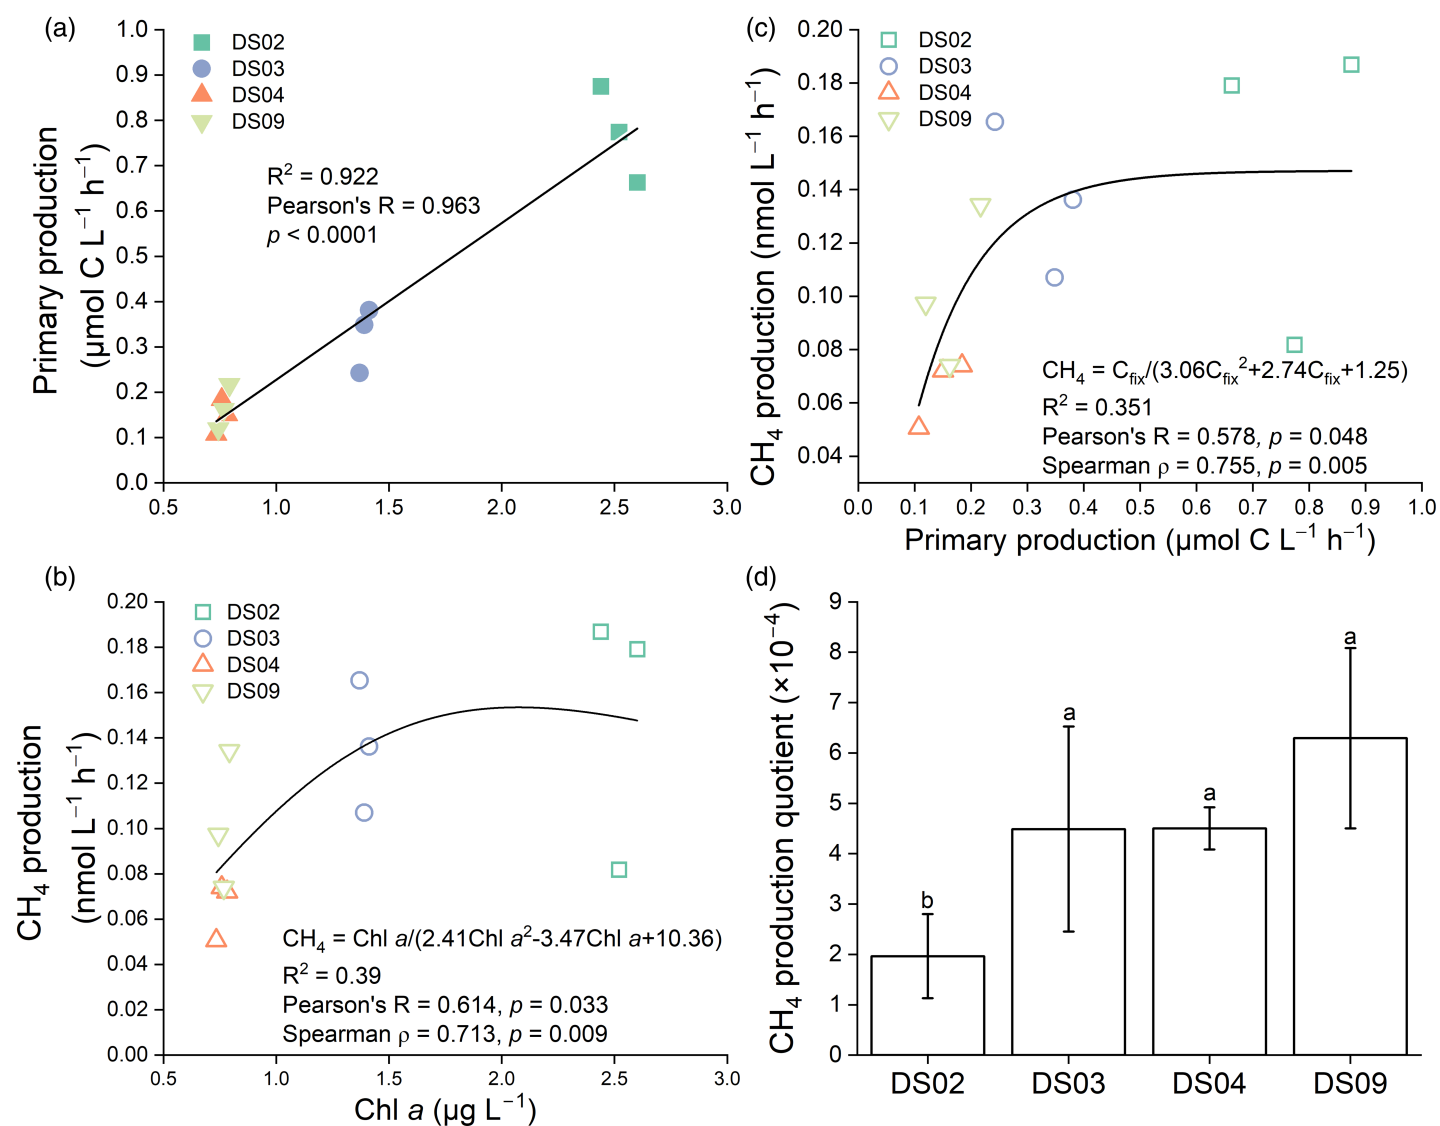 (a)
1.0
0.9
0.8
0.7
0.6
0.5
0.4
0.3
0.2
0.1
0.0
Primary production
(μmol C L⁻¹ h⁻¹)
DS02
DS03
DS04
DS09
R² = 0.922
Pearson's R = 0.963
p < 0.0001
0.5 1.0 1.5 2.0 2.5 3.0
(b)
0.20
0.18
0.16
0.14
0.12
0.10
0.08
0.06
0.04
0.02
0.00
CH₄ production
(nmol L⁻¹ h⁻¹)
DS02
DS03
DS04
DS09
CH₄ = Chl a/(2.41Chl a²-3.47Chl a+10.36)
R² = 0.39
Pearson's R = 0.614, p = 0.033
Spearman ρ = 0.713, p = 0.009
0.5 1.0 1.5 2.0 2.5 3.0
Chl a (μg L⁻¹)
(c)
0.20
0.18
0.16
0.14
0.12
0.10
0.08
0.06
0.04
CH₄ production (nmol L⁻¹ h⁻¹)
DS02
DS03
DS04
DS09
CH₄ = C_fix/(3.06C_fix²+2.74C_fix+1.25)
R² = 0.351
Pearson's R = 0.578, p = 0.048
Spearman ρ = 0.755, p = 0.005
0.0 0.1 0.2 0.3 0.4 0.5 0.6 0.7 0.8 0.9 1.0
Primary production (μmol C L⁻¹ h⁻¹)
(d)
9
8
7
6
5
4
3
2
1
0
CH₄ production quotient (×10⁻⁴)
b
a
a
a
DS02 DS03 DS04 DS09